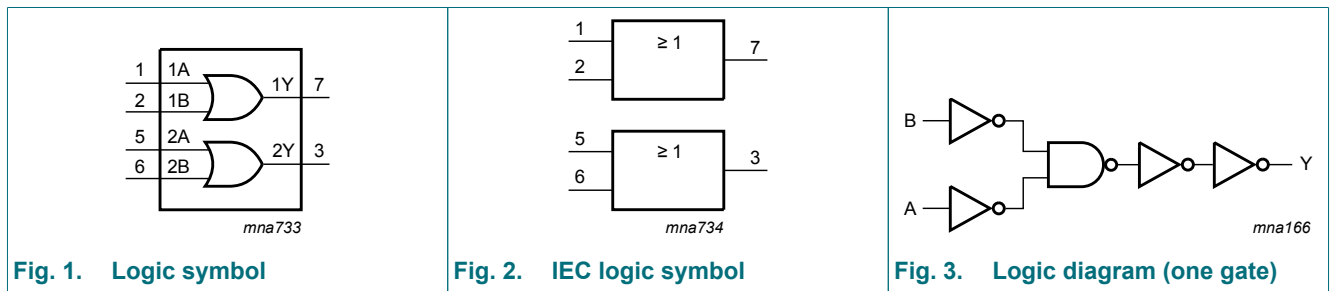 1 1A
2 1B
1Y 7
5 2A
6 2B
2Y 3
mna733
Fig. 1. Logic symbol
1
2
≥ 1
7
5
6
≥ 1
3
mna734
Fig. 2. IEC logic symbol
B
A
Y
mna166
Fig. 3. Logic diagram (one gate)